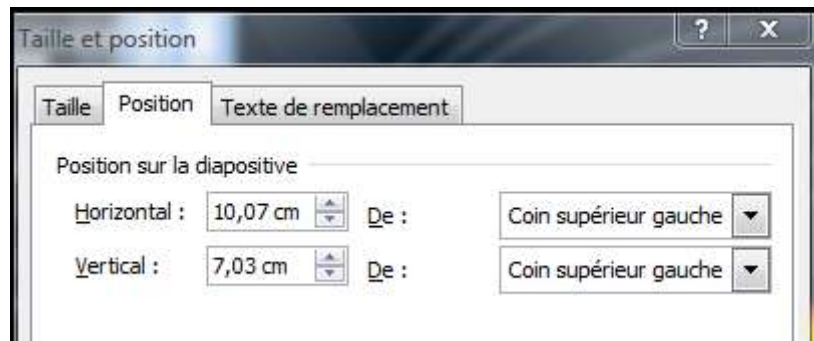 Taille et position
? X
Taille Position Texte de remplacement
Position sur la diapositive
Horizontal : 10,07 cm De : Coin supérieur gauche
Vertical : 7,03 cm De : Coin supérieur gauche